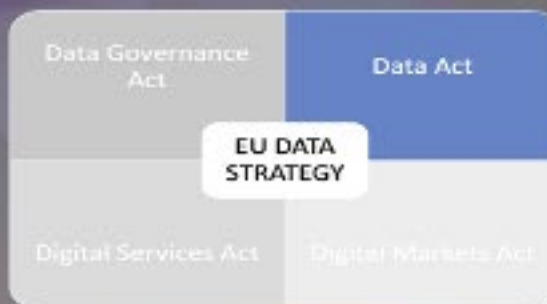 Data Governance
Act
Data Act
EU DATA
STRATEGY
Digital Services Act
Digital Markets Act